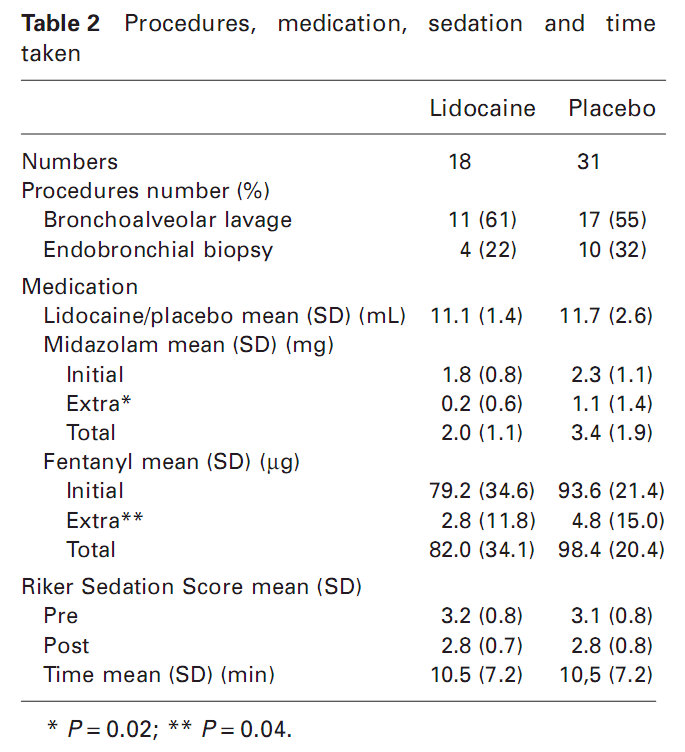 Table 2 Procedures, medication, sedation and time
taken
Lidocaine Placebo
Numbers 18 31
Procedures number (%)
Bronchoalveolar lavage 11 (61) 17 (55)
Endobronchial biopsy 4 (22) 10 (32)
Medication
Lidocaine/placebo mean (SD) (mL) 11.1 (1.4) 11.7 (2.6)
Midazolam mean (SD) (mg)
Initial 1.8 (0.8) 2.3 (1.1)
Extra* 0.2 (0.6) 1.1 (1.4)
Total 2.0 (1.1) 3.4 (1.9)
Fentanyl mean (SD) (μg)
Initial 79.2 (34.6) 93.6 (21.4)
Extra** 2.8 (11.8) 4.8 (15.0)
Total 82.0 (34.1) 98.4 (20.4)
Riker Sedation Score mean (SD)
Pre 3.2 (0.8) 3.1 (0.8)
Post 2.8 (0.7) 2.8 (0.8)
Time mean (SD) (min) 10.5 (7.2) 10,5 (7.2)
* P = 0.02; ** P = 0.04.